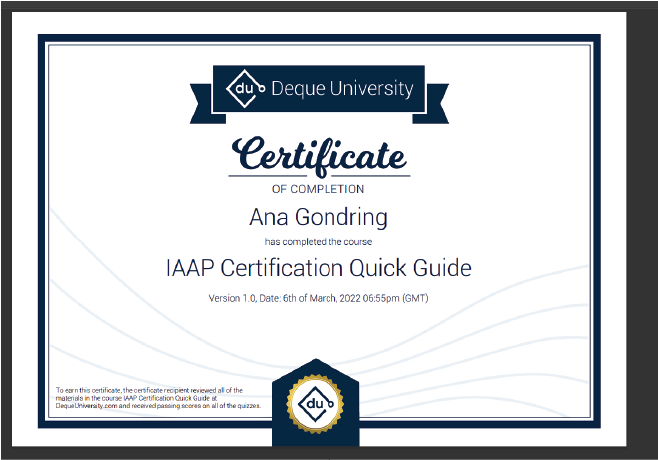 du Deque University
Certificate
OF COMPLETION
Ana Gondring
has completed the course
IAAP Certification Quick Guide
Version 1.0, Date: 6th of March, 2022 06:55pm (GMT)
To earn this certificate, the certificate recipient reviewed all of the
materials in the course IAAP Certification Quick Guide at
DequeUniversity.com and received passing scores on all of the quizzes.
du